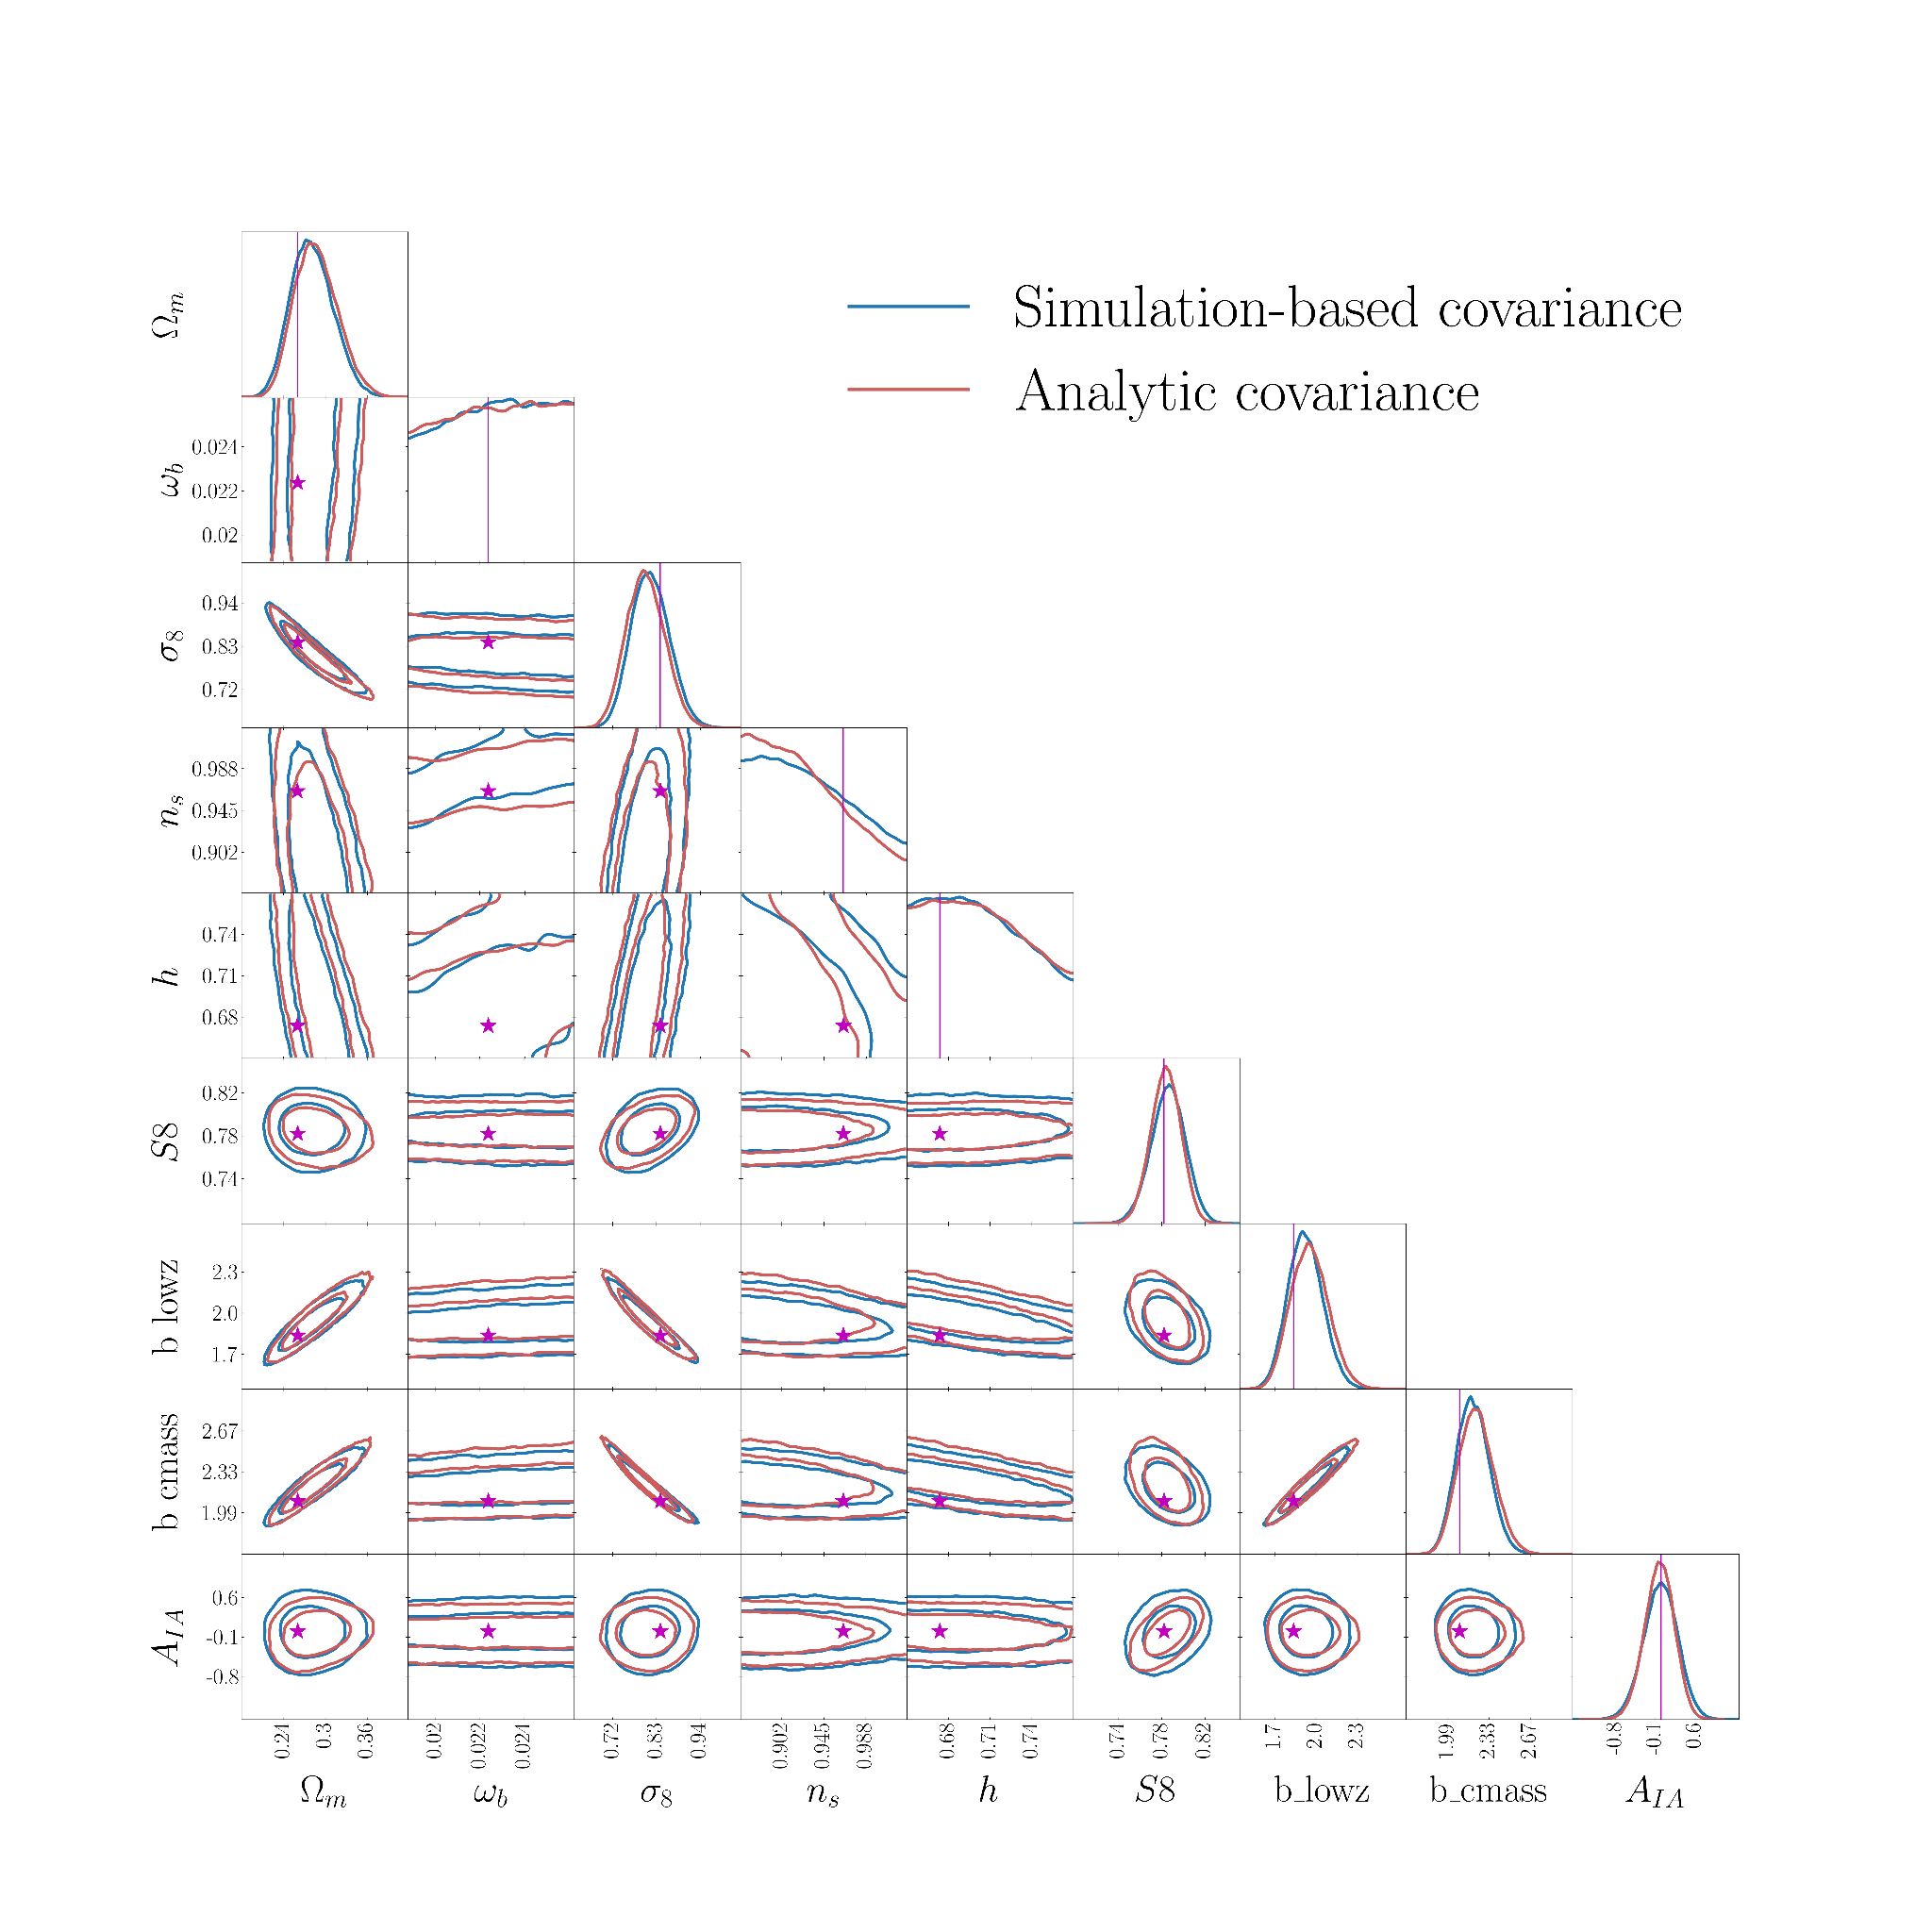 Simulation-based covariance
Analytic covariance
Ωm
ωb
0.024
0.022
0.02
σ8
0.94
0.83
0.72
ns
0.988
0.945
0.902
h
0.74
0.71
0.68
S8
0.82
0.78
0.74
b lowz
2.3
2.0
1.7
b cmass
2.67
2.33
1.99
AIA
0.6
-0.1
-0.8
0.24 0.3 0.36 0.02 0.022 0.024 0.72 0.83 0.94 0.902 0.945 0.988 0.68 0.71 0.74 0.74 0.78 0.82 1.7 2.0 2.3 1.99 2.33 2.67 -0.8 -0.1 0.6
Ωm ωb σ8 ns h S8 b_lowz b_cmass AIA